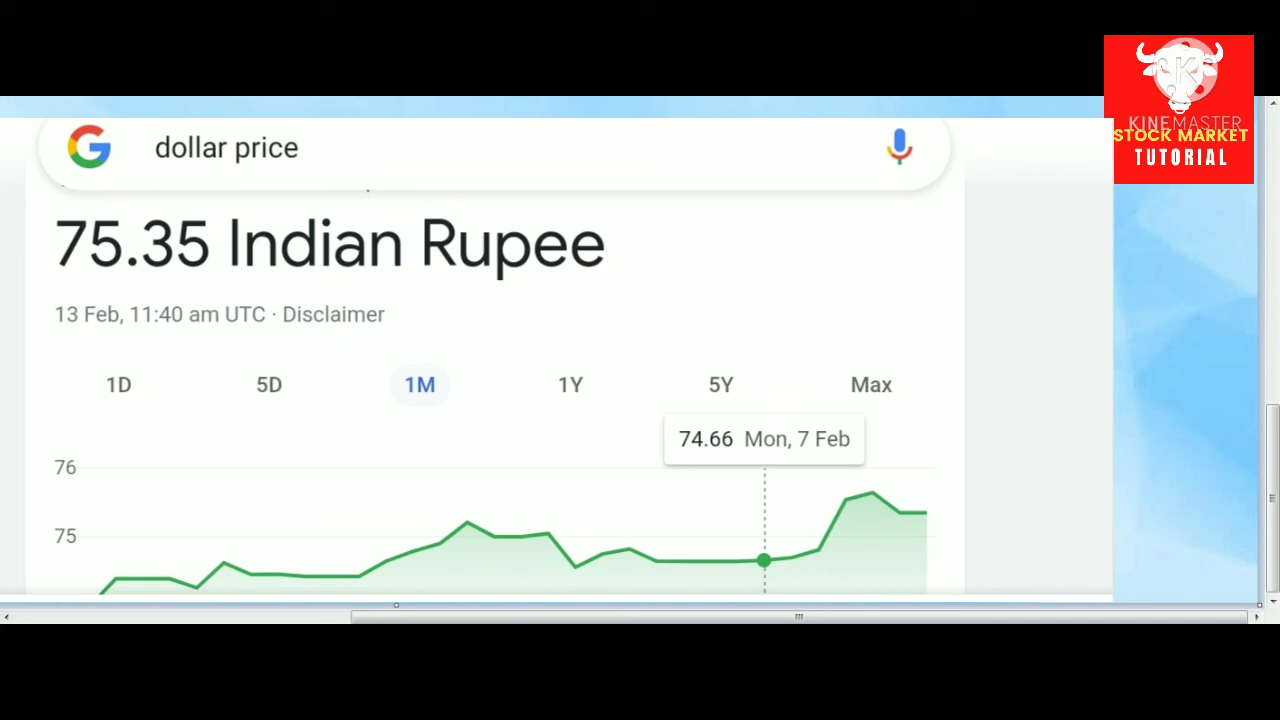 KINEMASTER
STOCK MARKET
TUTORIAL
dollar price
75.35 Indian Rupee
13 Feb, 11:40 am UTC · Disclaimer
1D 5D 1M 1Y 5Y Max
74.66 Mon, 7 Feb
76
75